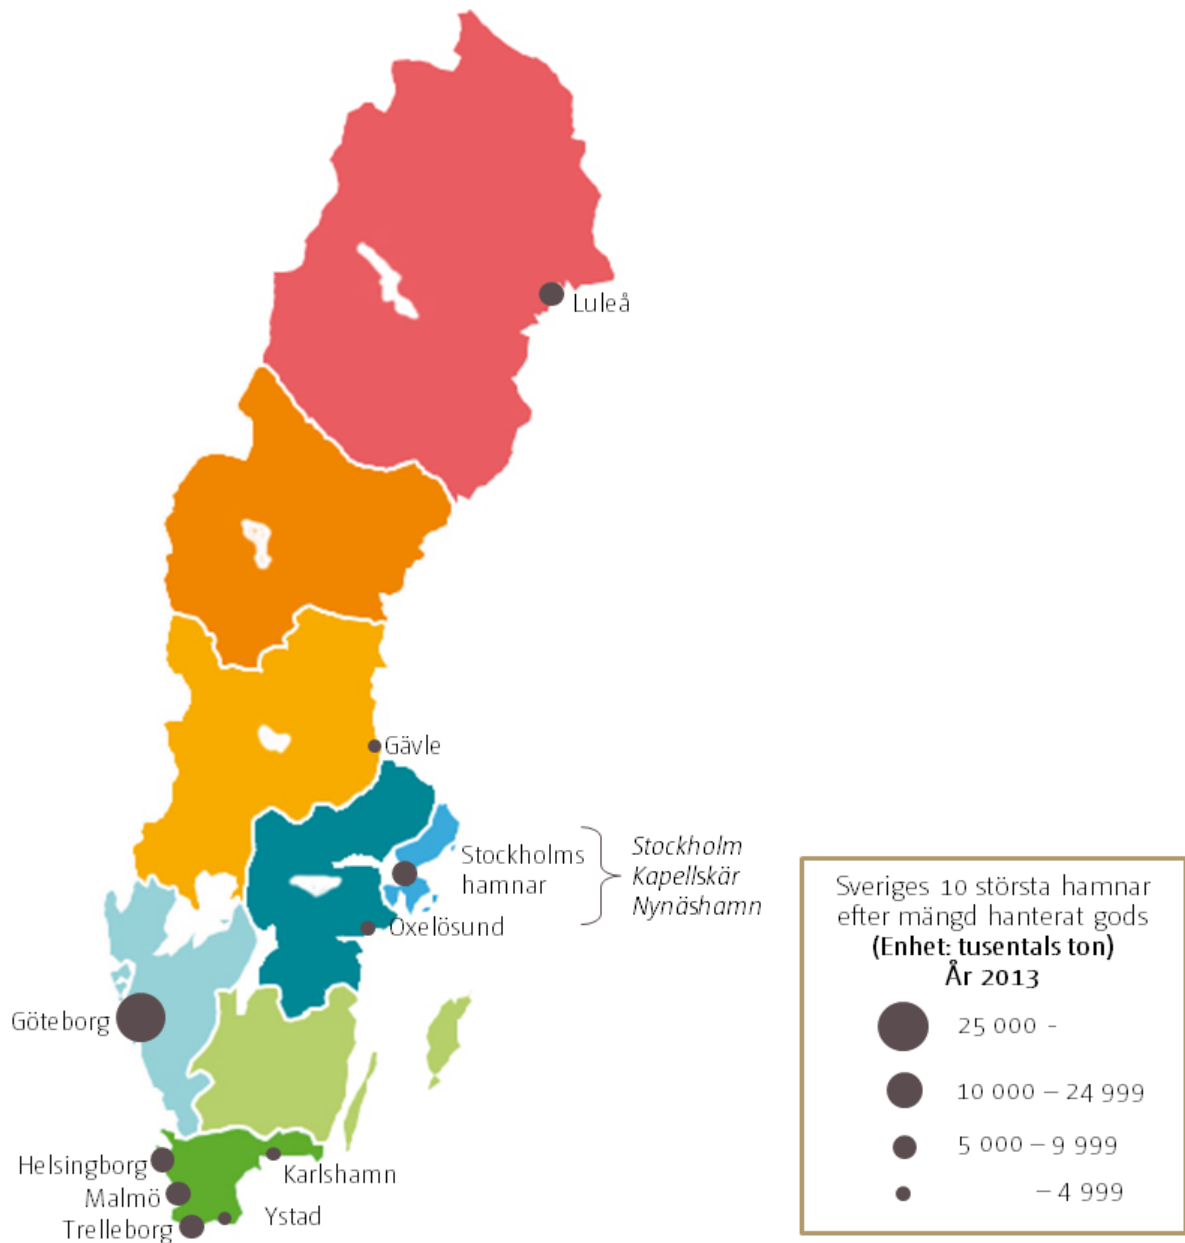 Luleå
Gävle
Stockholms
hamnar
Stockholm
Kapellskär
Nynäshamn
Oxelösund
Göteborg
Helsingborg
Malmö
Trelleborg
Karlshamn
Ystad
Sveriges 10 största hamnar
efter mängd hanterat gods
(Enhet: tusentals ton)
År 2013
25 000 -
10 000 – 24 999
5 000 – 9 999
– 4 999